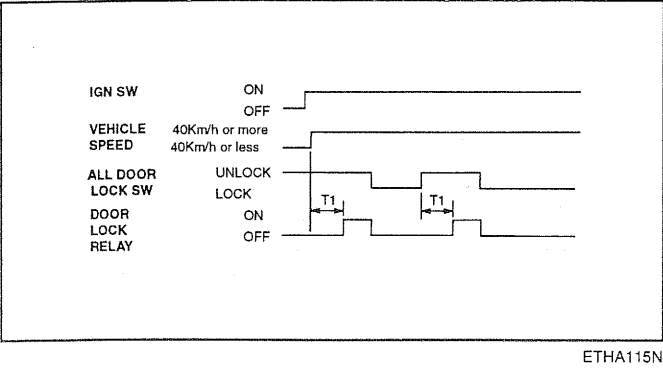 IGN SW ON
OFF
VEHICLE 40Km/h or more
SPEED 40Km/h or less
ALL DOOR UNLOCK
LOCK SW LOCK
T1 T1
DOOR ON
LOCK
RELAY OFF
ETHA115N